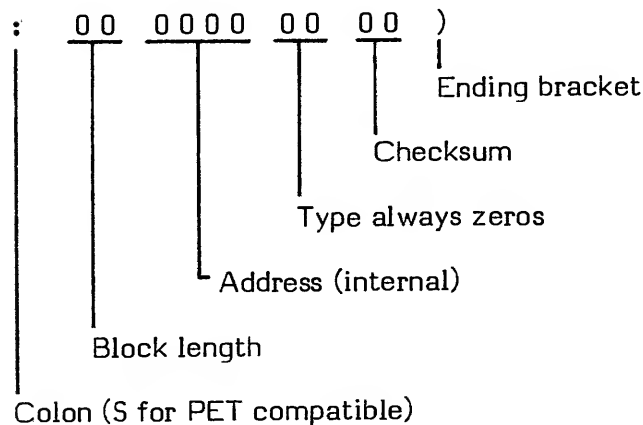 : 00 0000 00 00 )
Ending bracket
Checksum
Type always zeros
Address (internal)
Block length
Colon (S for PET compatible)